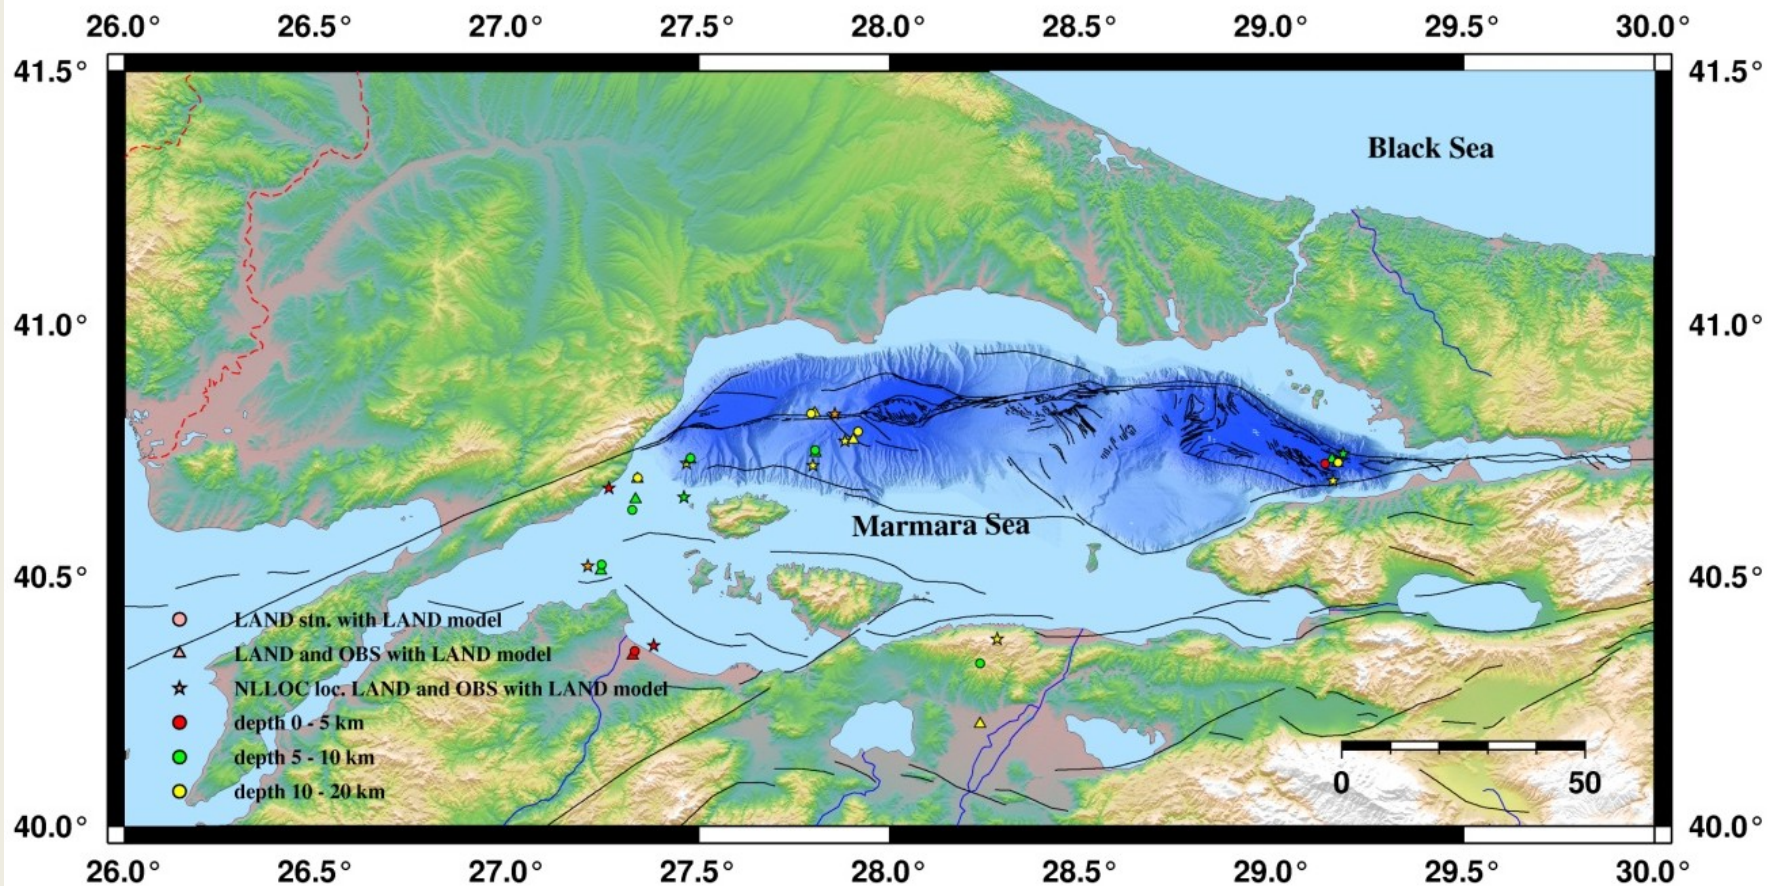 26.0° 26.5° 27.0° 27.5° 28.0° 28.5° 29.0° 29.5° 30.0°
41.5° 41.5°
Black Sea
41.0° 41.0°
Marmara Sea
40.5° 40.5°
LAND stn. with LAND model
LAND and OBS with LAND model
NLLOC loc. LAND and OBS with LAND model
depth 0 - 5 km
depth 5 - 10 km
depth 10 - 20 km
0 50
40.0° 40.0°
26.0° 26.5° 27.0° 27.5° 28.0° 28.5° 29.0° 29.5° 30.0°